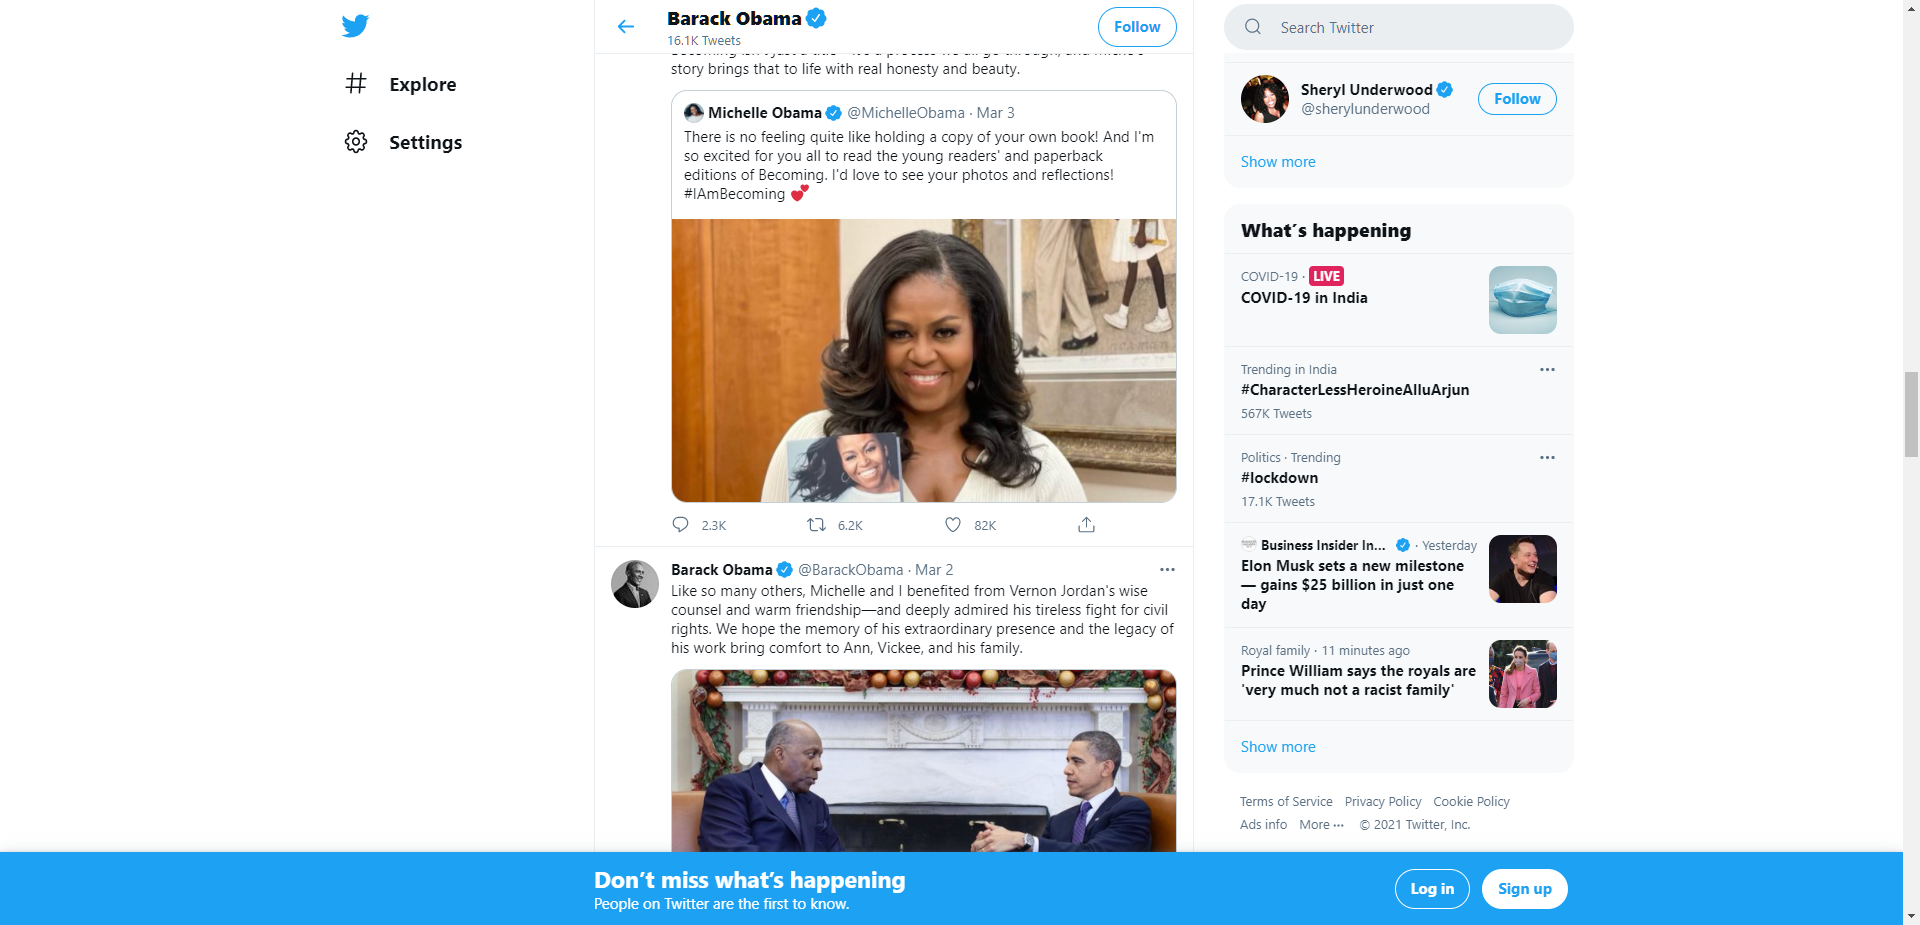 Explore
Settings
Barack Obama
16.1K Tweets
Follow
story brings that to life with real honesty and beauty.
Michelle Obama @MichelleObama · Mar 3
There is no feeling quite like holding a copy of your own book! And I'm
so excited for you all to read the young readers' and paperback
editions of Becoming. I'd love to see your photos and reflections!
#IAmBecoming 💕
2.3K 6.2K 82K
Barack Obama @BarackObama · Mar 2
Like so many others, Michelle and I benefited from Vernon Jordan's wise
counsel and warm friendship—and deeply admired his tireless fight for civil
rights. We hope the memory of his extraordinary presence and the legacy of
his work bring comfort to Ann, Vickee, and his family.
Search Twitter
Sheryl Underwood
@sherylunderwood
Follow
Show more
What's happening
COVID-19 · LIVE
COVID-19 in India
Trending in India
#CharacterLessHeroineAlluArjun
567K Tweets
Politics · Trending
#lockdown
17.1K Tweets
Business Insider In... · Yesterday
Elon Musk sets a new milestone
— gains $25 billion in just one
day
Royal family · 11 minutes ago
Prince William says the royals are
'very much not a racist family'
Show more
Terms of Service Privacy Policy Cookie Policy
Ads info More ··· © 2021 Twitter, Inc.
Don't miss what's happening
People on Twitter are the first to know.
Log in
Sign up